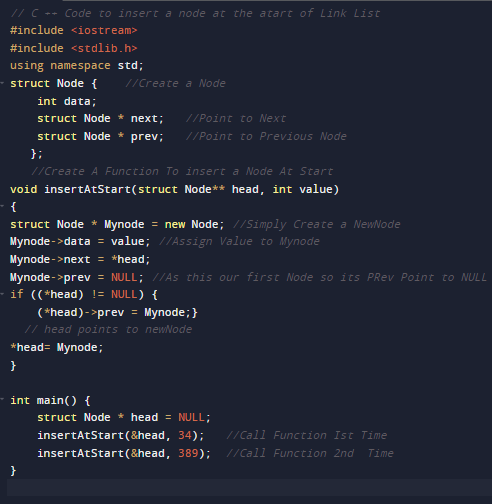 // C ++ Code to insert a node at the atart of Link List
#include <iostream>
#include <stdlib.h>
using namespace std;
struct Node {    //Create a Node
    int data;
    struct Node * next;   //Point to Next
    struct Node * prev;   //Point to Previous Node
   };
   //Create A Function To insert a Node At Start
void insertAtStart(struct Node** head, int value)
{
struct Node * Mynode = new Node; //Simply Create a NewNode
Mynode->data = value; //Assign Value to Mynode
Mynode->next = *head;
Mynode->prev = NULL; //As this our first Node so its PRev Point to NULL
if ((*head) != NULL) {
    (*head)->prev = Mynode;}
  // head points to newNode
*head= Mynode;
}

int main() {
    struct Node * head = NULL;
    insertAtStart(&head, 34);   //Call Function Ist Time
    insertAtStart(&head, 389);  //Call Function 2nd  Time
}